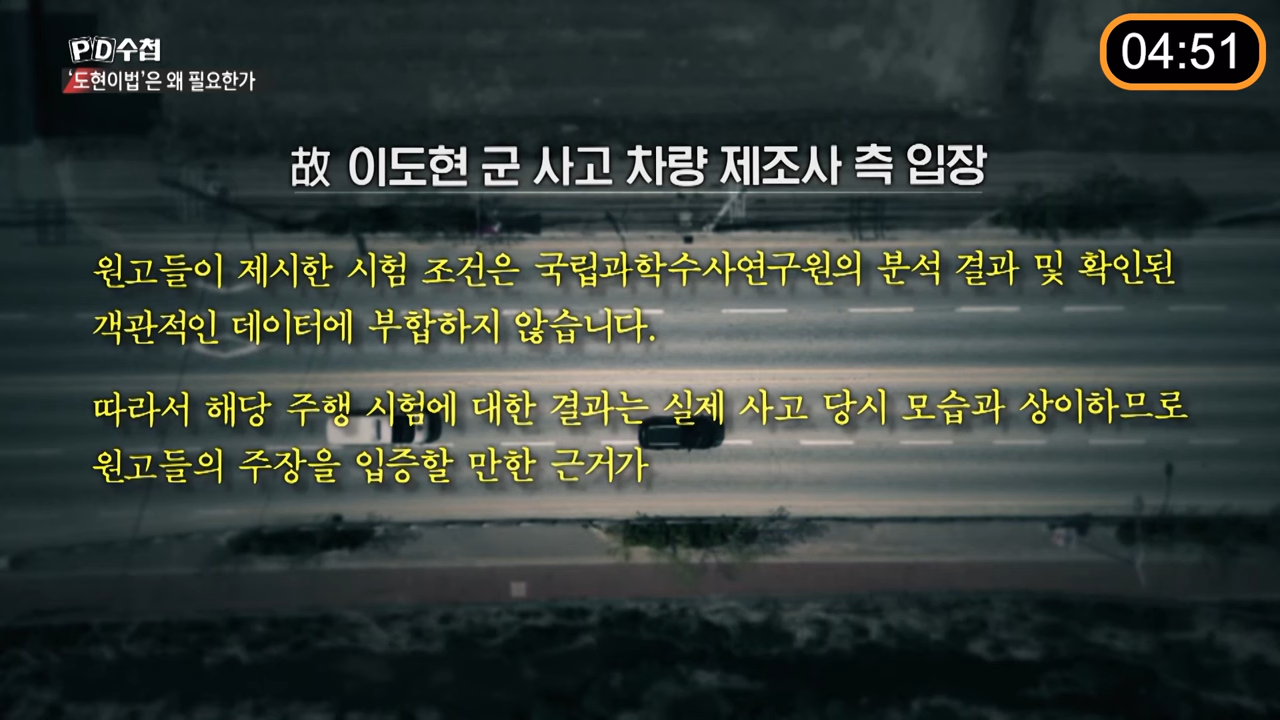 PD수첩
04:51
'도현이법'은 왜 필요한가
故 이도현 군 사고 차량 제조사 측 입장
원고들이 제시한 시험 조건은 국립과학수사연구원의 분석 결과 및 확인된
객관적인 데이터에 부합하지 않습니다.
따라서 해당 주행 시험에 대한 결과는 실제 사고 당시 모습과 상이하므로
원고들의 주장을 입증할 만한 근거가